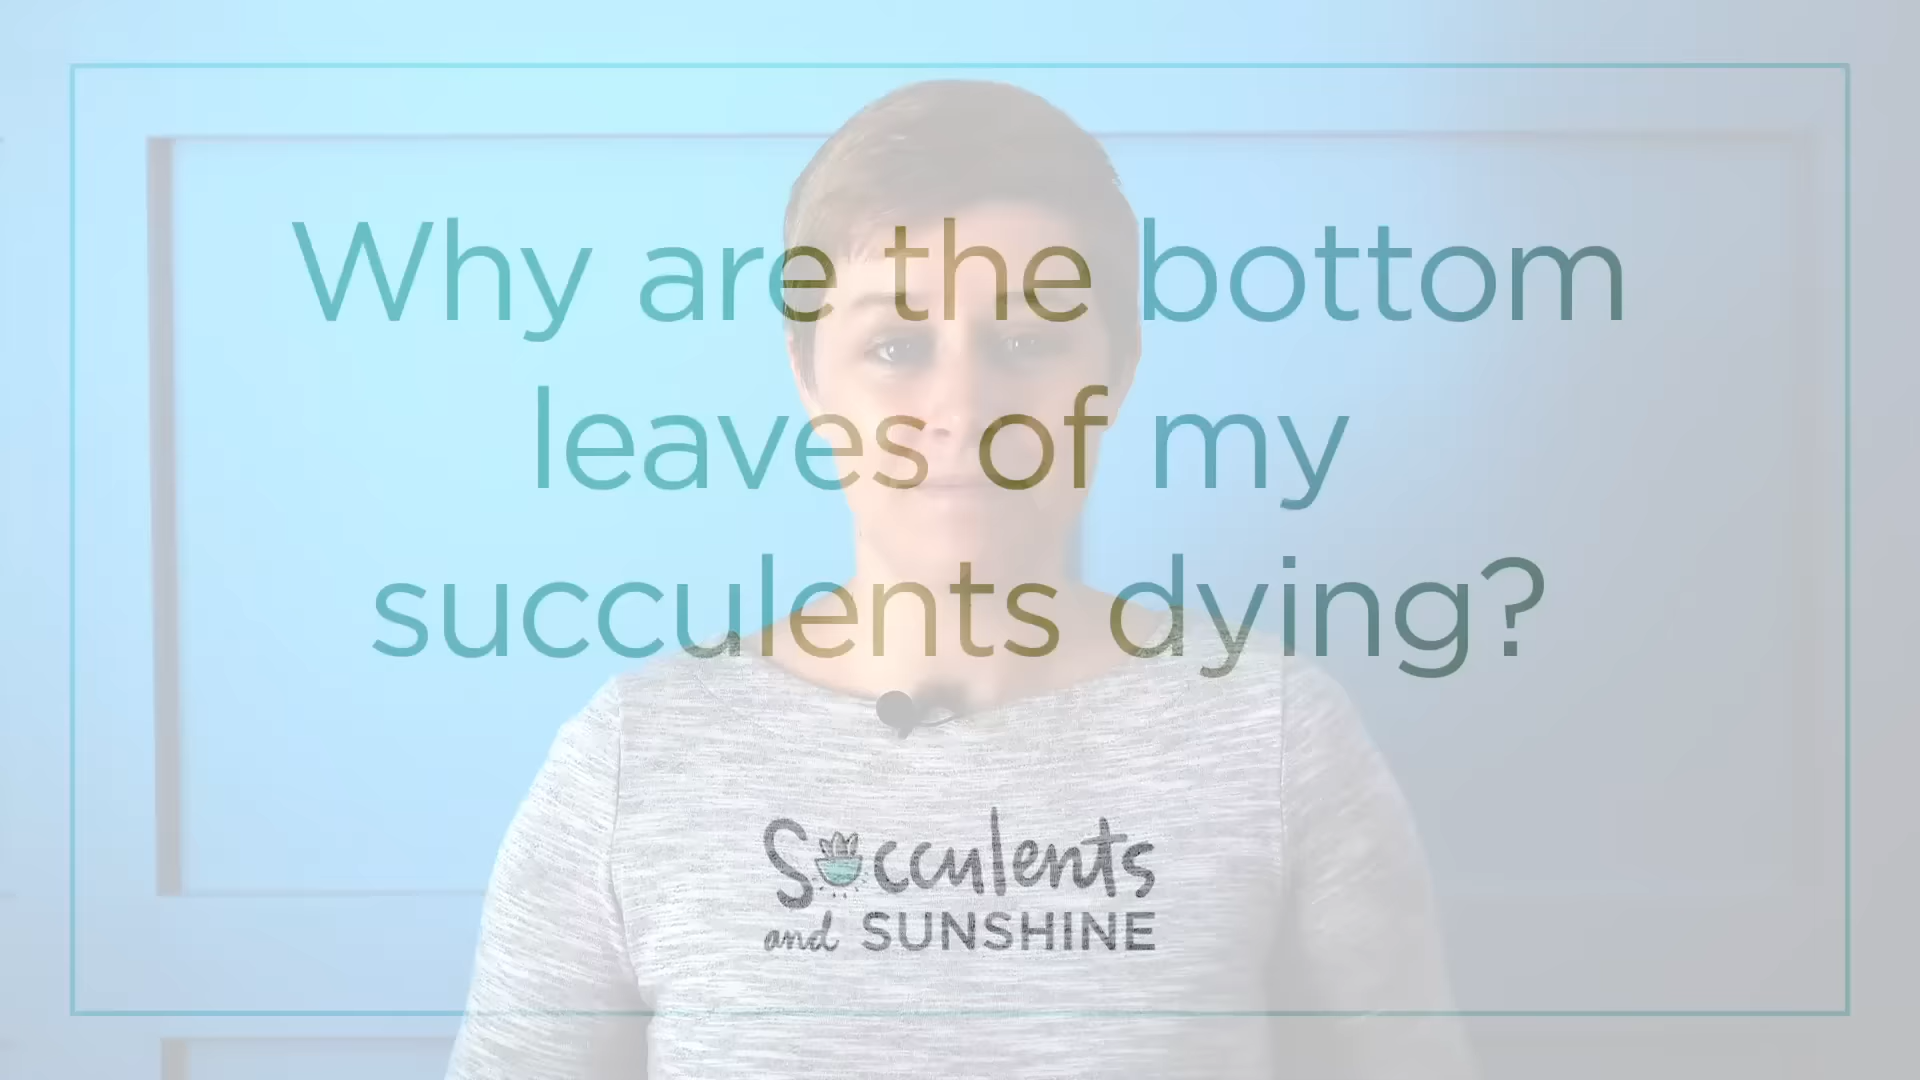 Why are the bottom
leaves of my
succulents dying?
Succulents
and SUNSHINE